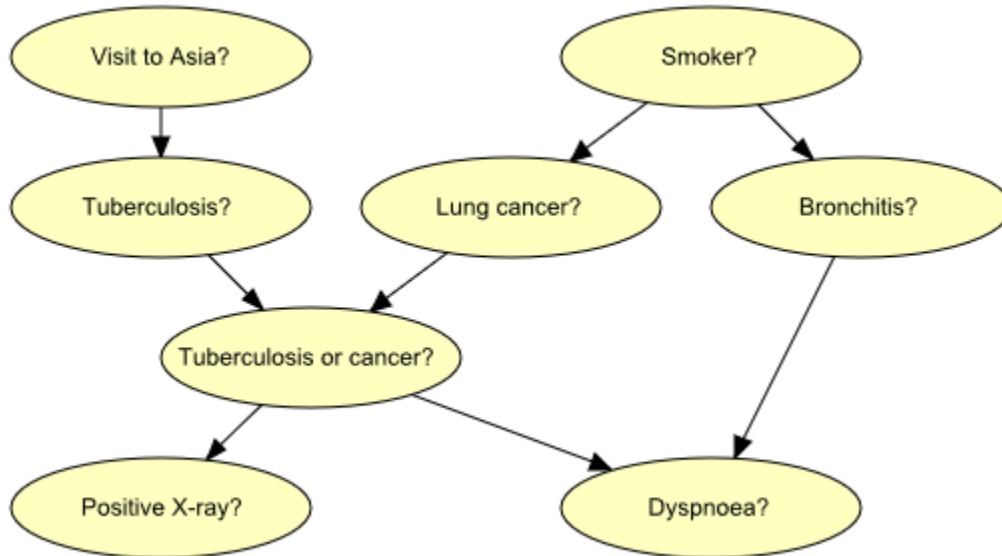 Visit to Asia?
Smoker?
Tuberculosis?
Lung cancer?
Bronchitis?
Tuberculosis or cancer?
Positive X-ray?
Dyspnoea?